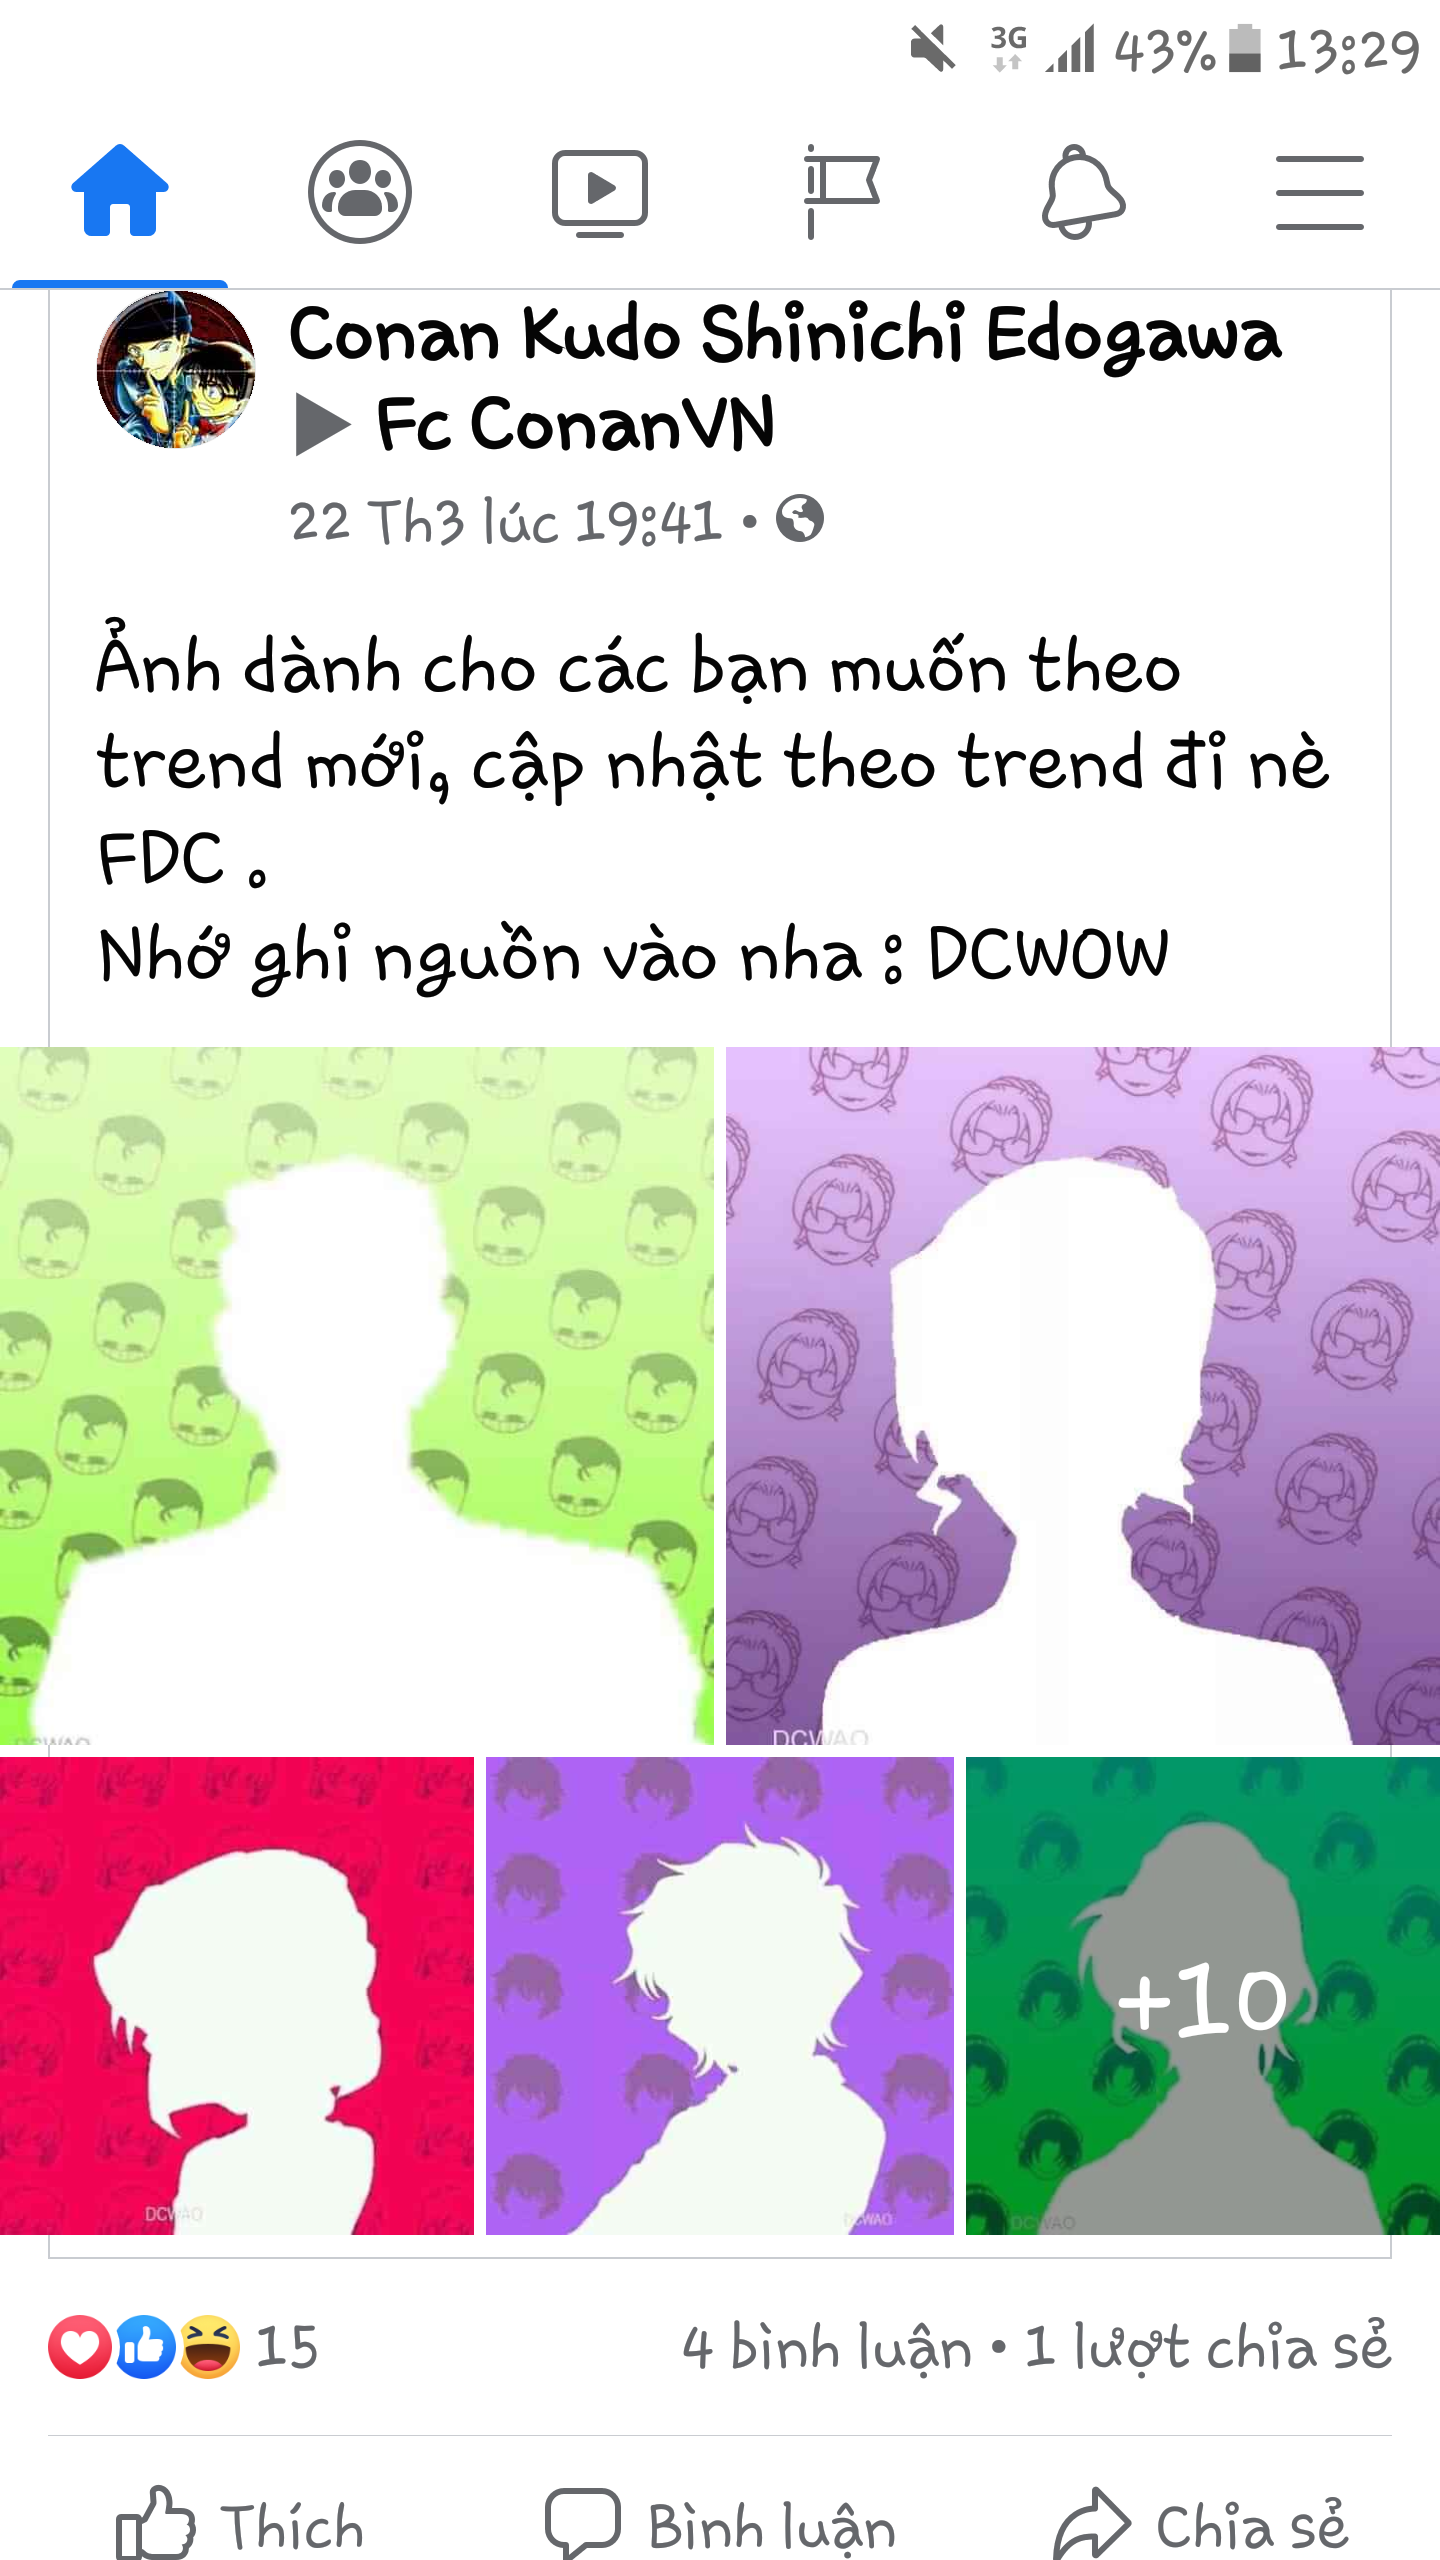 3G 43% 13:29
Conan Kudo Shinichi Edogawa
Fc ConanVN
22 Th3 lúc 19:41 •
Ảnh dành cho các bạn muốn theo
trend mới, cập nhật theo trend đi nè
FDC .
Nhớ ghi nguồn vào nha : DCWOW
DCWAO
DCWAO
DCWAO
DCWAO
+10
DCWAO
15
4 bình luận • 1 lượt chia sẻ
Thích
Bình luận
Chia sẻ